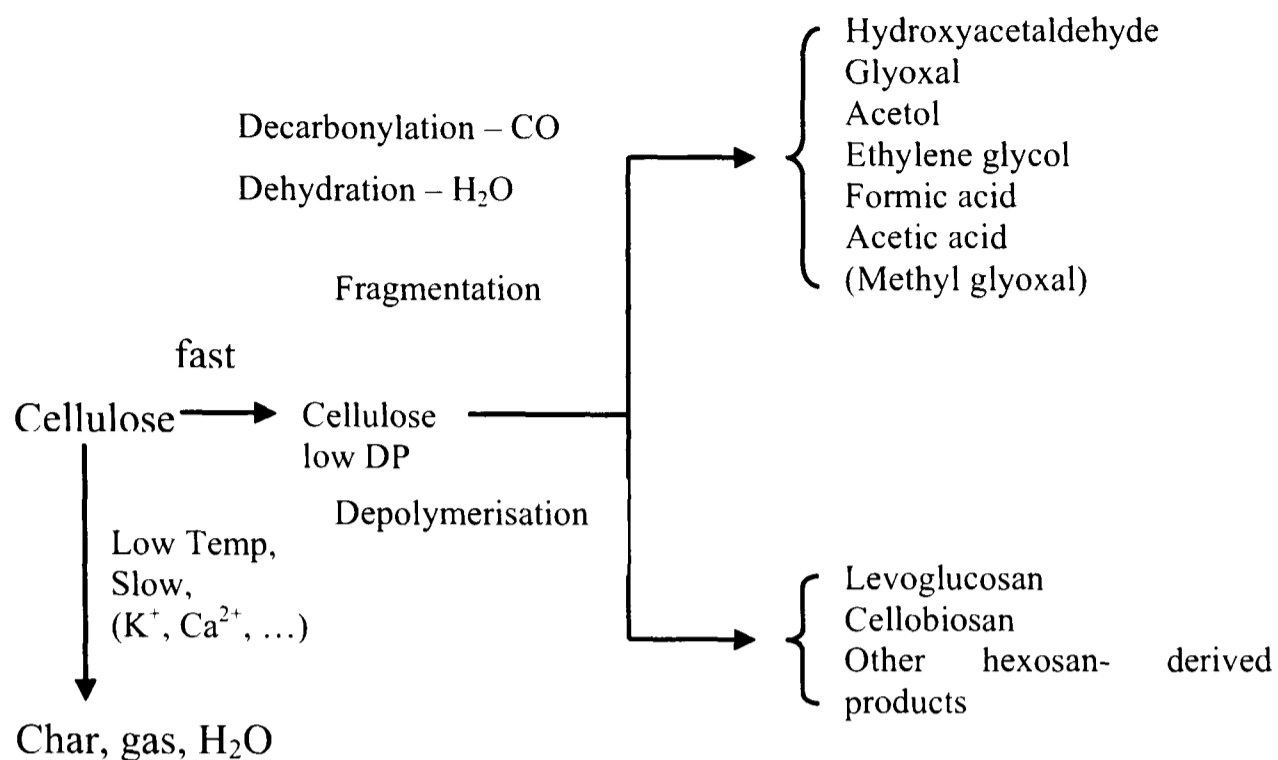 Hydroxyacetaldehyde
Glyoxal
Acetol
Ethylene glycol
Formic acid
Acetic acid
(Methyl glyoxal)
Decarbonylation – CO
Dehydration – H₂O
Fragmentation
fast
Cellulose
Cellulose
low DP
Depolymerisation
Low Temp,
Slow,
(K⁺, Ca²⁺, ...)
Levoglucosan
Cellobiosan
Other hexosan- derived
products
Char, gas, H₂O